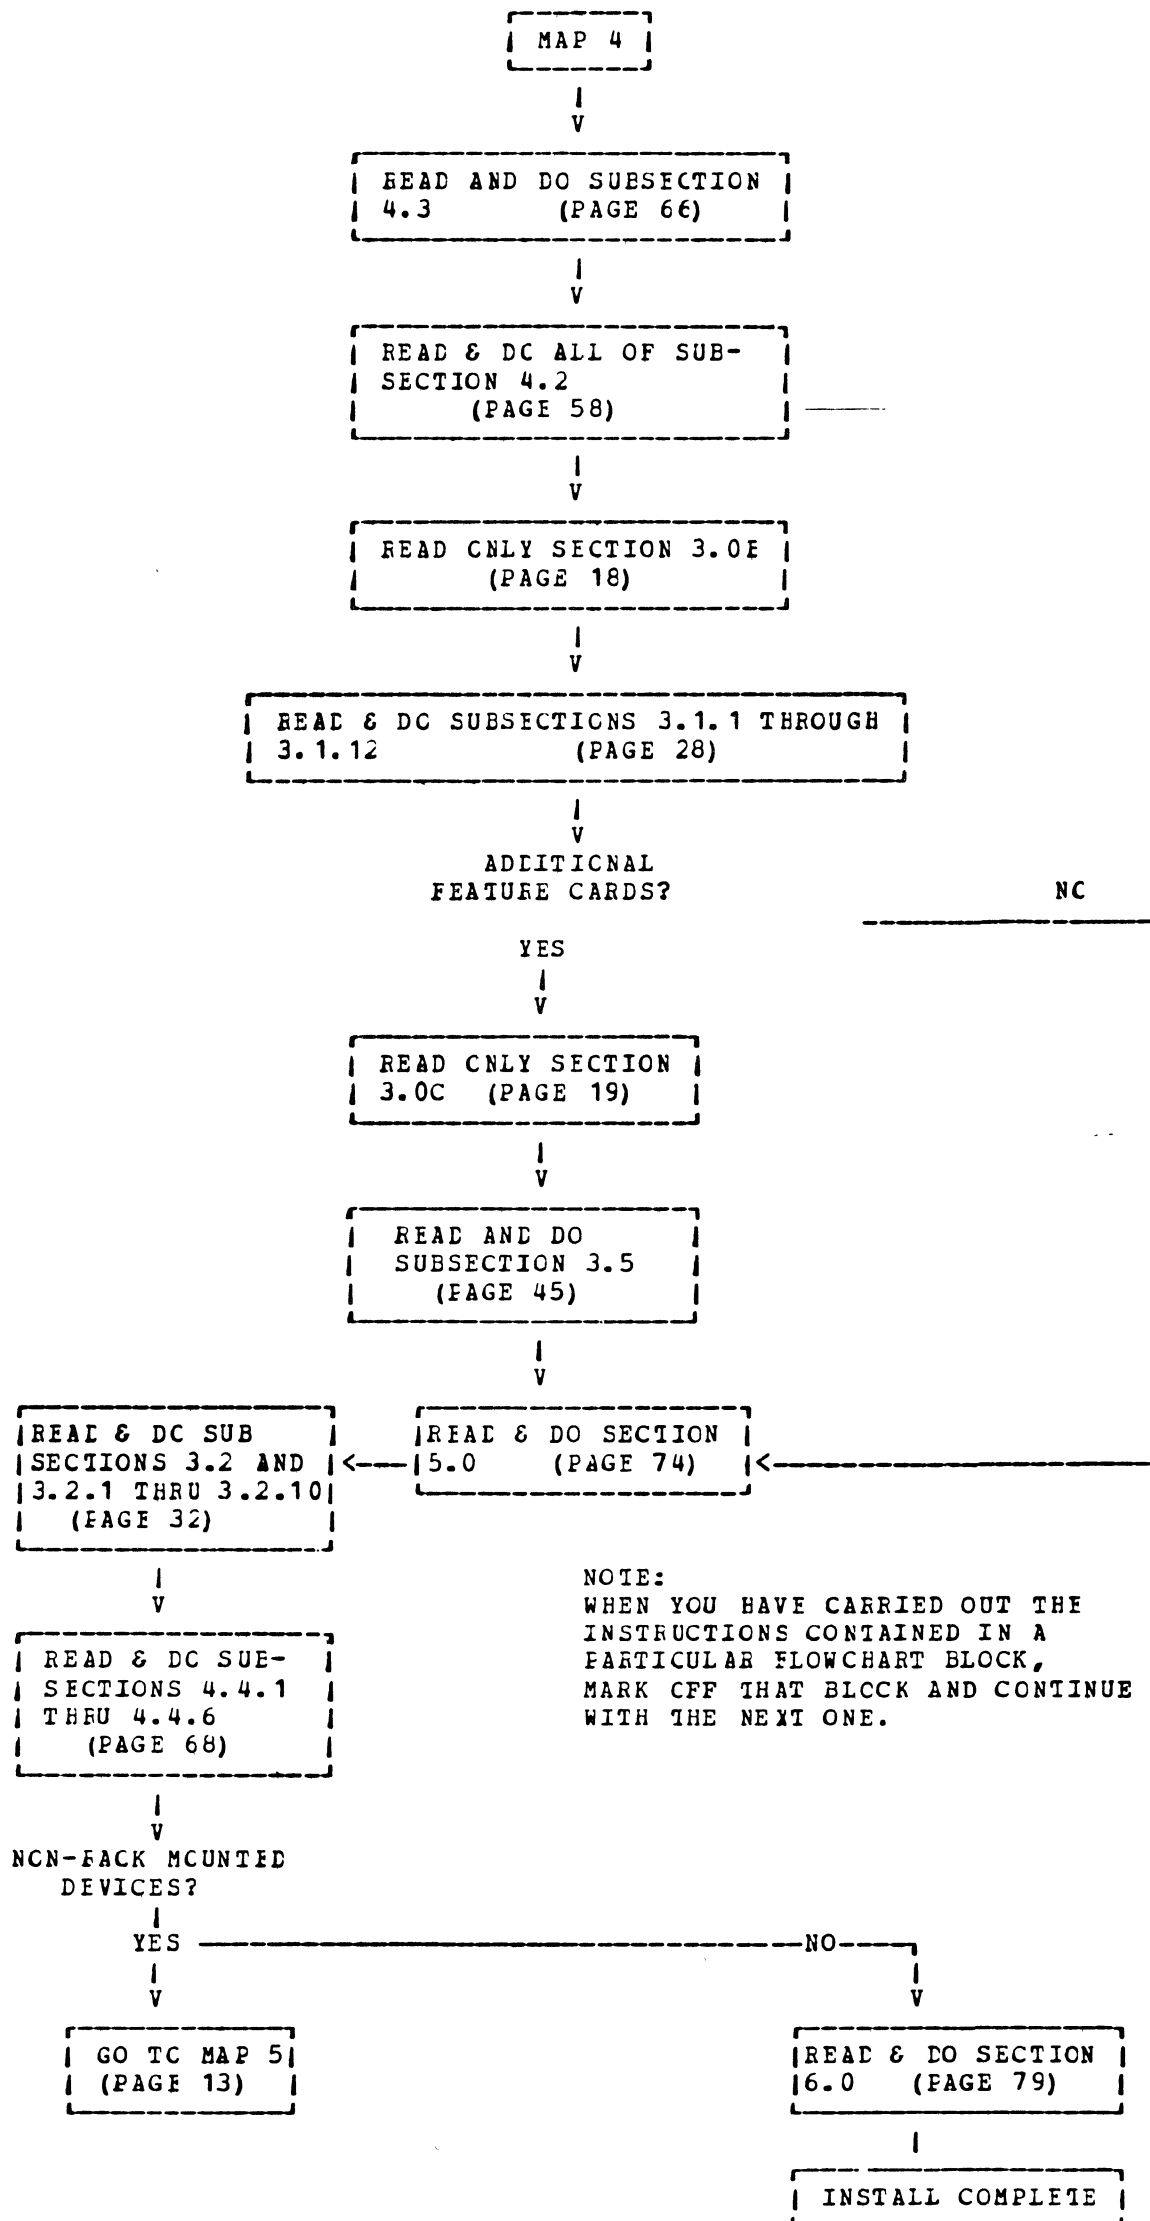 MAP 4
READ AND DO SUBSECTION
4.3 (PAGE 66)
READ & DO ALL OF SUB-
SECTION 4.2
(PAGE 58)
READ ONLY SECTION 3.0B
(PAGE 18)
READ & DO SUBSECTIONS 3.1.1 THROUGH
3.1.12 (PAGE 28)
ADDITIONAL
FEATURE CARDS?
NO
YES
READ ONLY SECTION
3.0C (PAGE 19)
READ AND DO
SUBSECTION 3.5
(PAGE 45)
READ & DO SECTION
5.0 (PAGE 74)
READ & DO SUB
SECTIONS 3.2 AND
3.2.1 THRU 3.2.10
(PAGE 32)
NOTE:
WHEN YOU HAVE CARRIED OUT THE
INSTRUCTIONS CONTAINED IN A
PARTICULAR FLOWCHART BLOCK,
MARK OFF THAT BLOCK AND CONTINUE
WITH THE NEXT ONE.
READ & DO SUB-
SECTIONS 4.4.1
THRU 4.4.6
(PAGE 68)
NON-RACK MOUNTED
DEVICES?
YES
NO
GO TO MAP 5
(PAGE 13)
READ & DO SECTION
6.0 (PAGE 79)
INSTALL COMPLETE